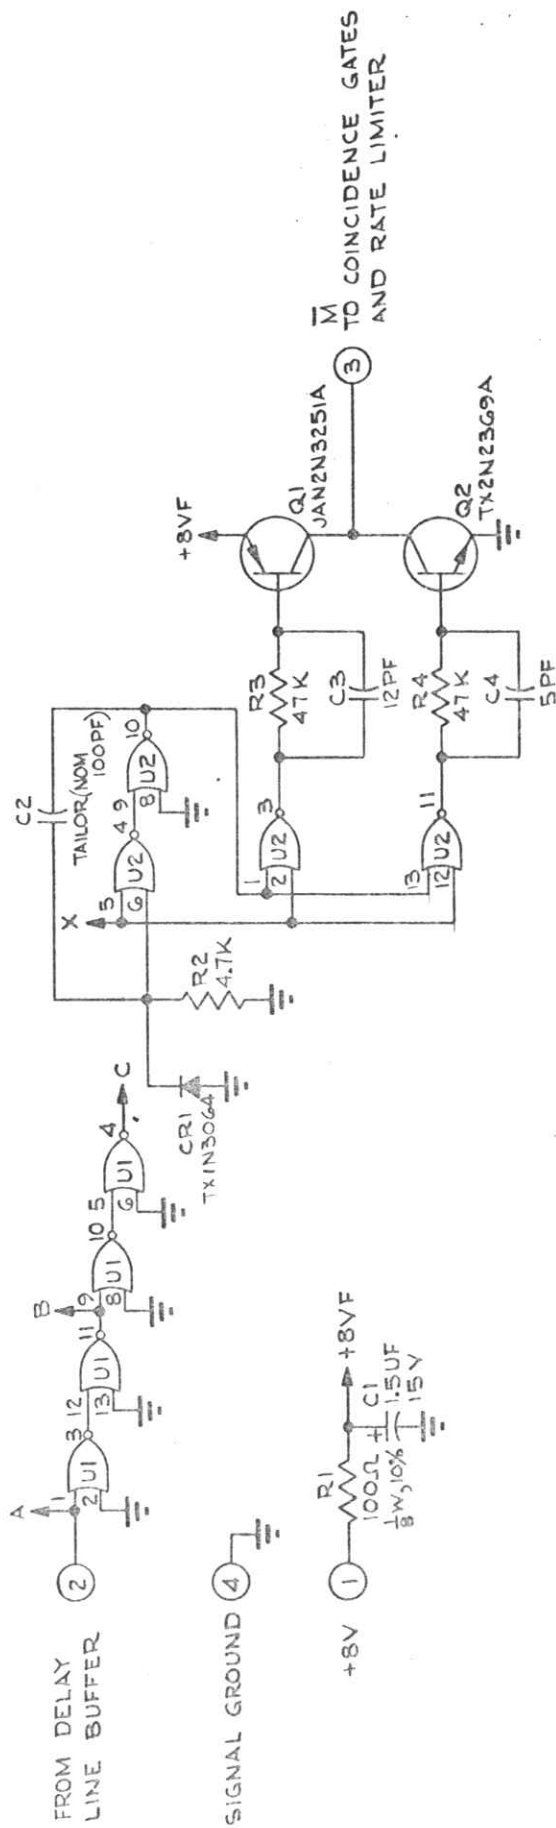 FROM DELAY
LINE BUFFER
2
A
1
2
U1
3
12
13
U1
11
B
9
8
U1
10
5
6
U1
4
C
CR1
TX1N3064
R2
4.7K
X
5
6
U2
4
9
8
U2
10
C2
TAILOR(NOM
100PF)
1
2
U2
3
R3
47K
C3
12PF
+8VF
Q1
JAN2N3251A
13
12
U2
11
R4
47K
C4
5PF
Q2
TX2N2369A
3
M̅
TO COINCIDENCE GATES
AND RATE LIMITER
SIGNAL GROUND
4
+8V
1
R1
100Ω
1/8 W, 10%
+
C1
1.5UF
15V
+8VF